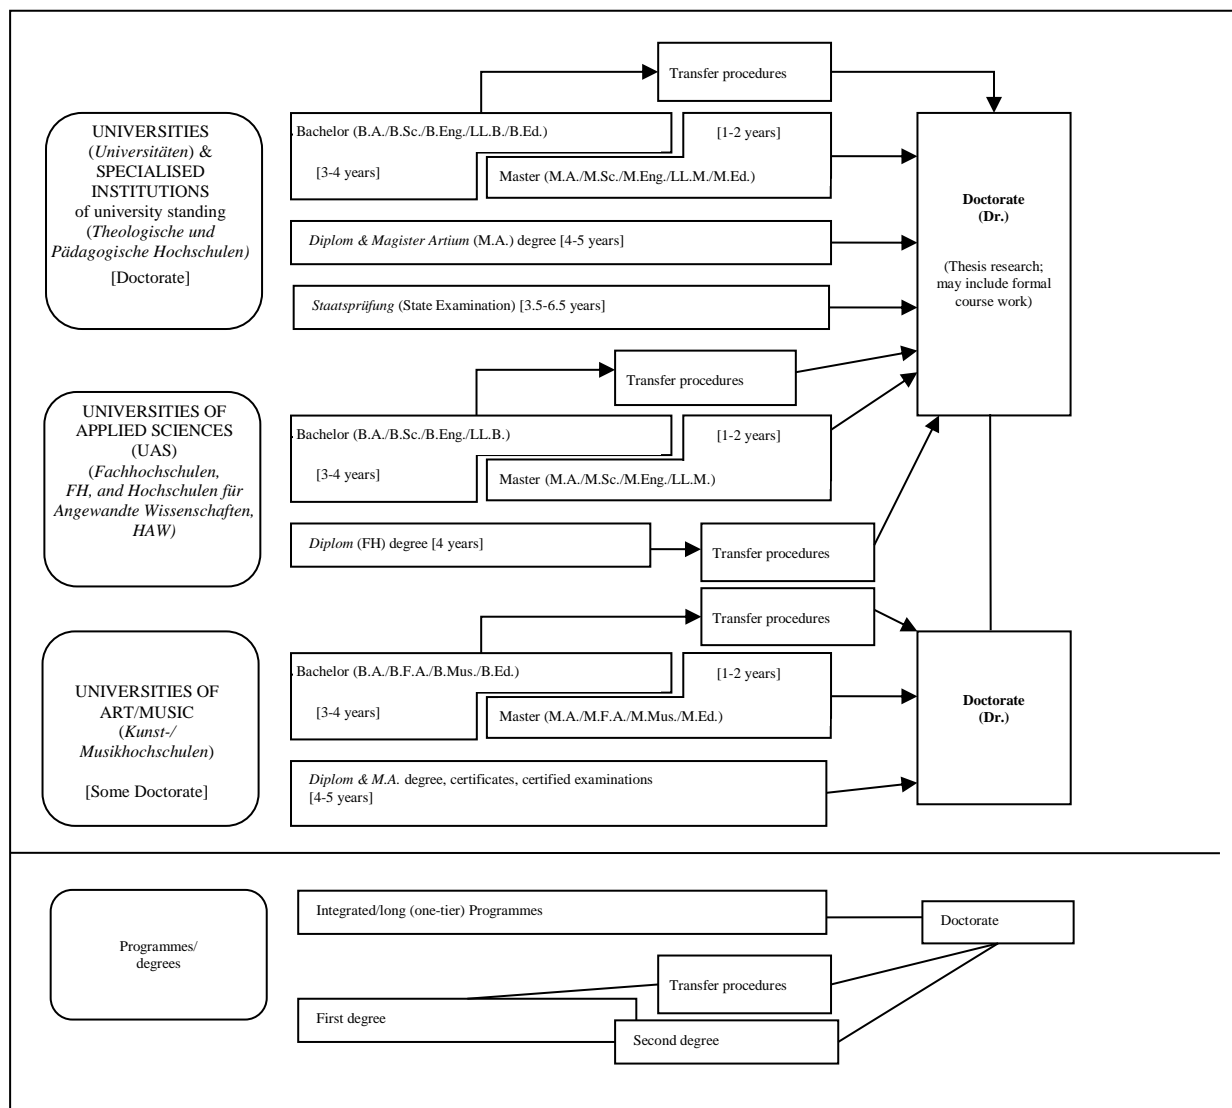 Transfer procedures
UNIVERSITIES
(Universitäten) &
SPECIALISED
INSTITUTIONS
of university standing
(Theologische und
Pädagogische Hochschulen)
[Doctorate]
Bachelor (B.A./B.Sc./B.Eng./LL.B./B.Ed.)
[3-4 years]
[1-2 years]
Master (M.A./M.Sc./M.Eng./LL.M./M.Ed.)
Diplom & Magister Artium (M.A.) degree [4-5 years]
Staatsprüfung (State Examination) [3.5-6.5 years]
Doctorate
(Dr.)
(Thesis research;
may include formal
course work)
Transfer procedures
UNIVERSITIES OF
APPLIED SCIENCES
(UAS)
(Fachhochschulen,
FH, and Hochschulen für
Angewandte Wissenschaften,
HAW)
Bachelor (B.A./B.Sc./B.Eng./LL.B.)
[3-4 years]
[1-2 years]
Master (M.A./M.Sc./M.Eng./LL.M.)
Diplom (FH) degree [4 years]
Transfer procedures
Transfer procedures
UNIVERSITIES OF
ART/MUSIC
(Kunst-/
Musikhochschulen)
[Some Doctorate]
Bachelor (B.A./B.F.A./B.Mus./B.Ed.)
[3-4 years]
[1-2 years]
Master (M.A./M.F.A./M.Mus./M.Ed.)
Diplom & M.A. degree, certificates, certified examinations
[4-5 years]
Doctorate
(Dr.)
Programmes/
degrees
Integrated/long (one-tier) Programmes
Doctorate
Transfer procedures
First degree
Second degree